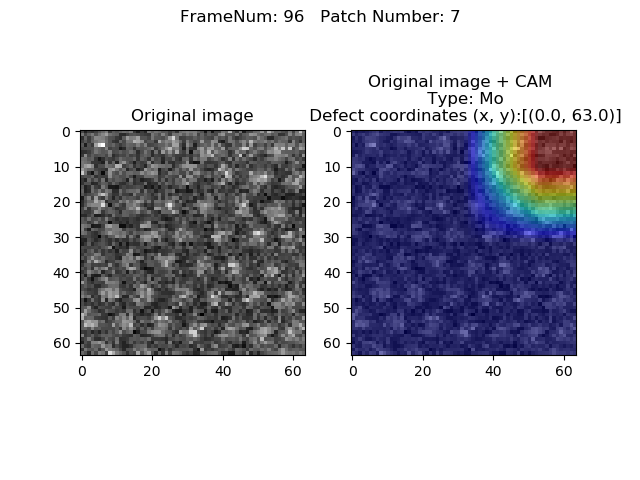 FrameNum: 96   Patch Number: 7
Original image
Original image + CAM
Type: Mo
Defect coordinates (x, y):[(0.0, 63.0)]
0
10
20
30
40
50
60
0 20 40 60
0
10
20
30
40
50
60
0 20 40 60